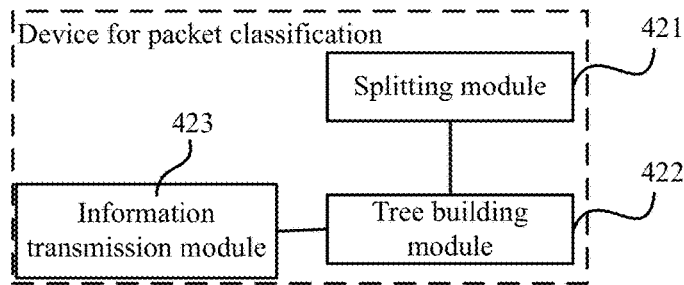 Device for packet classification
421
Splitting module
423
422
Information
transmission module
Tree building
module